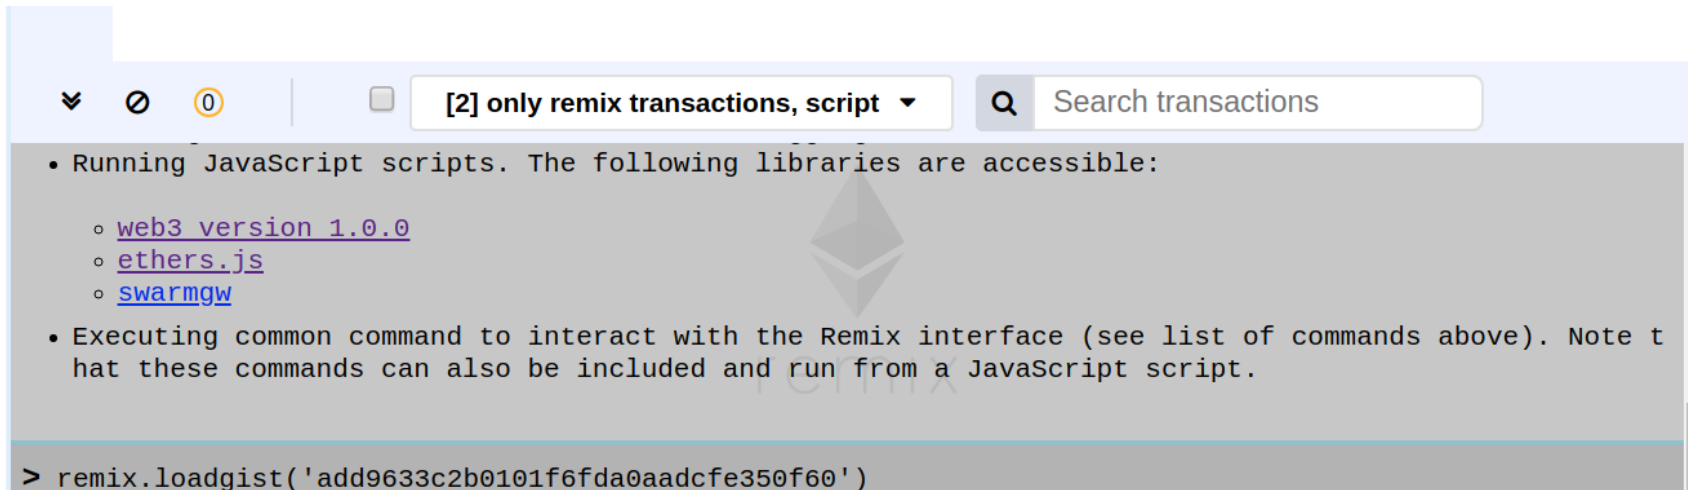 0
[2] only remix transactions, script
Search transactions
Running JavaScript scripts. The following libraries are accessible:
web3 version 1.0.0
ethers.js
swarmgw
Executing common command to interact with the Remix interface (see list of commands above). Note t
hat these commands can also be included and run from a JavaScript script.
remix
> remix.loadgist('add9633c2b0101f6fda0aadcfe350f60')